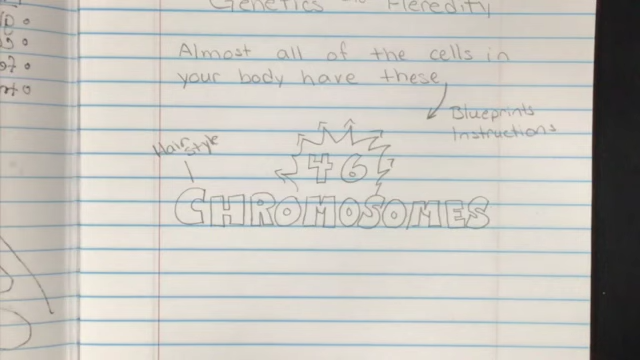 Genetics and Heredity
Almost all of the cells in
your body have these
Blueprints
Instructions
Hair style
46
CHROMOSOMES